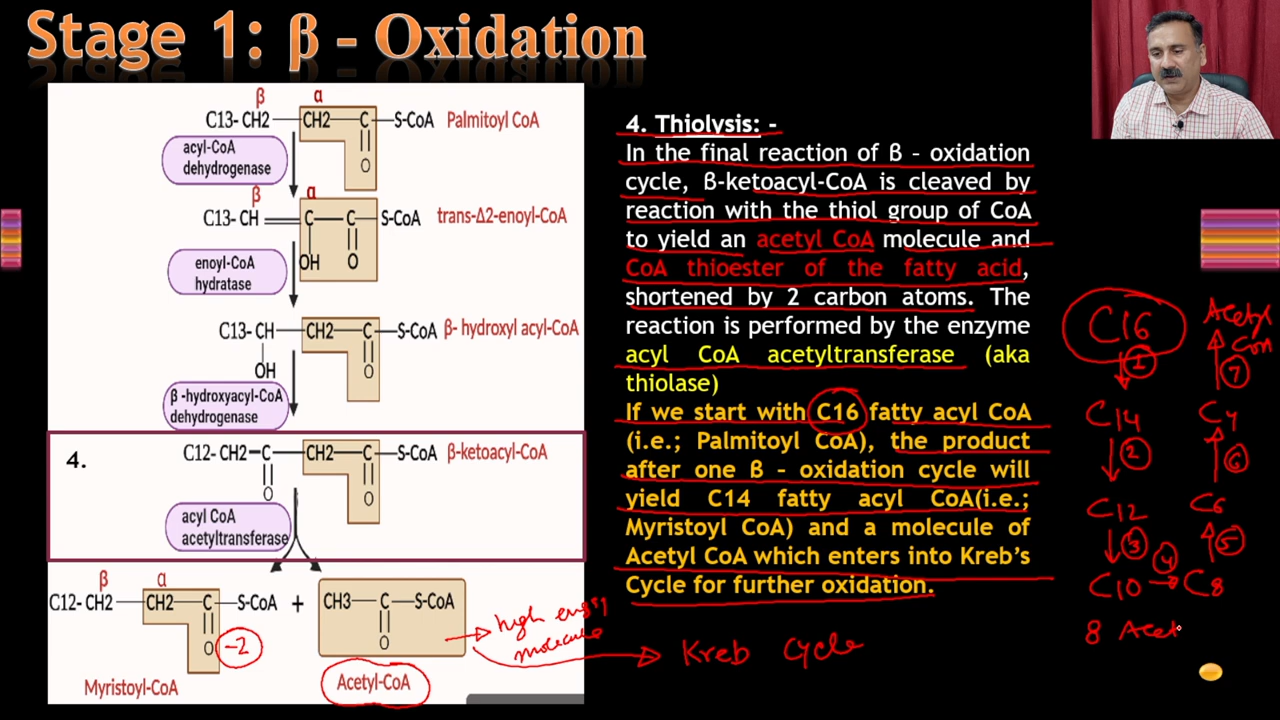 Stage 1: β - Oxidation
β α
C13- CH2 CH2 C S-CoA Palmitoyl CoA
O
acyl-CoA
dehydrogenase
β α
C13- CH C C S-CoA trans-Δ2-enoyl-CoA
OH O
enoyl-CoA
hydratase
C13- CH CH2 C S-CoA β- hydroxyl acyl-CoA
OH O
β -hydroxyacyl-CoA
dehydrogenase
4.
C12- CH2-C CH2 C S-CoA β-ketoacyl-CoA
O O
acyl CoA
acetyltransferase
β α
C12- CH2 CH2 C S-CoA + CH3 C S-CoA
O -2 O
Myristoyl-CoA Acetyl-CoA
high energy
molecule
Kreb Cycle
4. Thiolysis: -
In the final reaction of ß - oxidation
cycle, ß-ketoacyl-CoA is cleaved by
reaction with the thiol group of CoA
to yield an acetyl CoA molecule and
CoA thioester of the fatty acid,
shortened by 2 carbon atoms. The
reaction is performed by the enzyme
acyl CoA acetyltransferase (aka
thiolase)
If we start with C16 fatty acyl CoA
(i.e.; Palmitoyl CoA), the product
after one ß - oxidation cycle will
yield C14 fatty acyl CoA(i.e.;
Myristoyl CoA) and a molecule of
Acetyl CoA which enters into Kreb's
Cycle for further oxidation.
C16 Acetyl
CoA
1 7
C14 C4
2 6
C12 C6
3 4 5
C10 C8
8 Acet